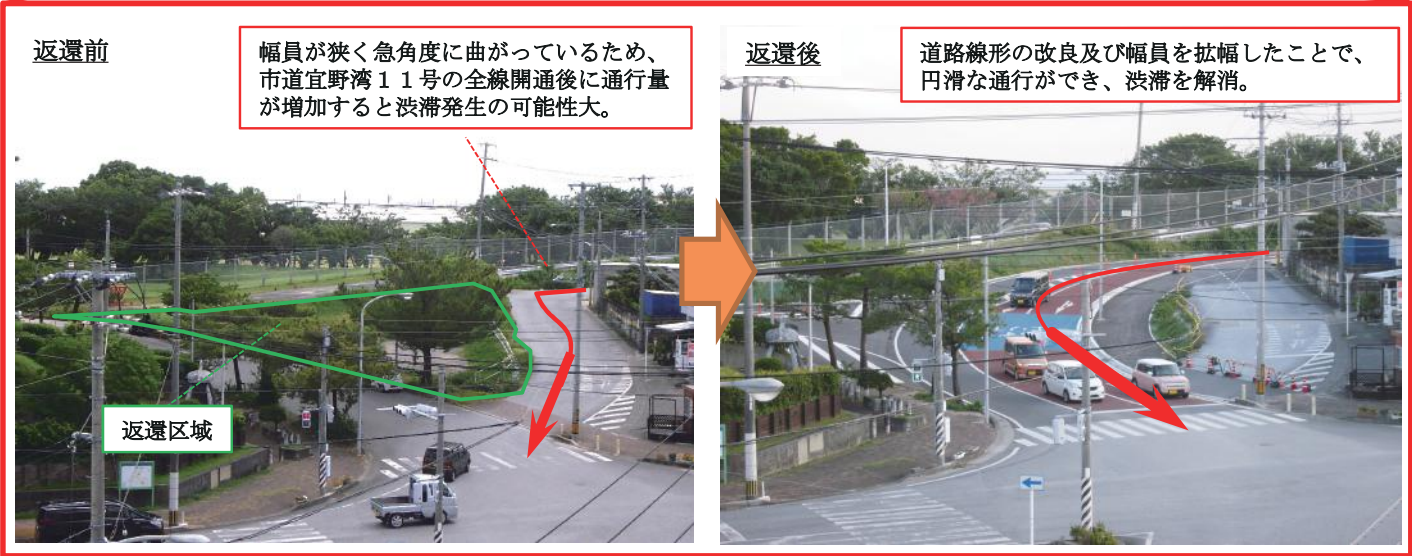 返還前
幅員が狭く急角度に曲がっているため、
市道宜野湾１１号の全線開通後に通行量
が増加すると渋滞発生の可能性大。
返還区域
返還後
道路線形の改良及び幅員を拡幅したことで、
円滑な通行ができ、渋滞を解消。